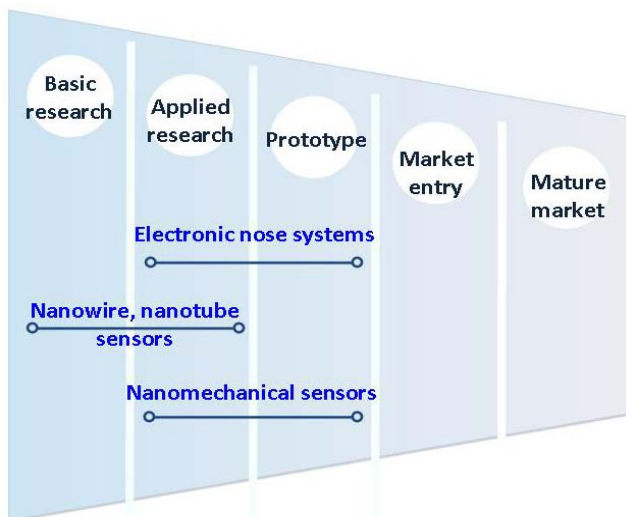 Basic
research
Applied
research
Prototype
Market
entry
Mature
market
Electronic nose systems
Nanowire, nanotube
sensors
Nanomechanical sensors